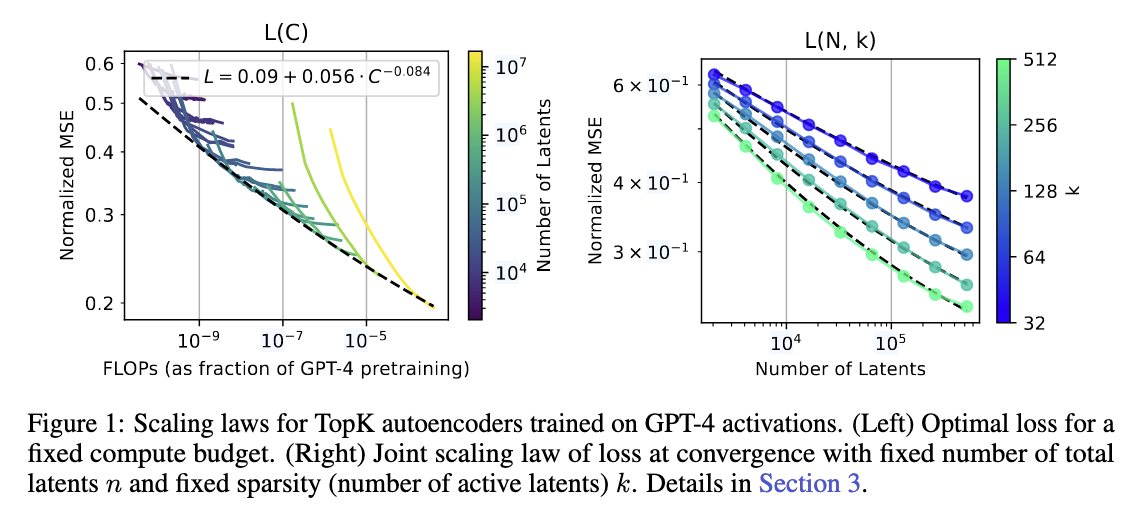 L(C)
L = 0.09 + 0.056 · C^{−0.084}
Normalized MSE
0.6
0.5
0.4
0.3
0.2
10^{−9}
10^{−7}
10^{−5}
FLOPs (as fraction of GPT-4 pretraining)
10^{7}
10^{6}
10^{5}
10^{4}
Number of Latents
L(N, k)
Normalized MSE
6 × 10^{−1}
4 × 10^{−1}
3 × 10^{−1}
10^{4}
10^{5}
Number of Latents
512
256
128
64
32
k
Figure 1: Scaling laws for TopK autoencoders trained on GPT-4 activations. (Left) Optimal loss for a
fixed compute budget. (Right) Joint scaling law of loss at convergence with fixed number of total
latents n and fixed sparsity (number of active latents) k. Details in Section 3.